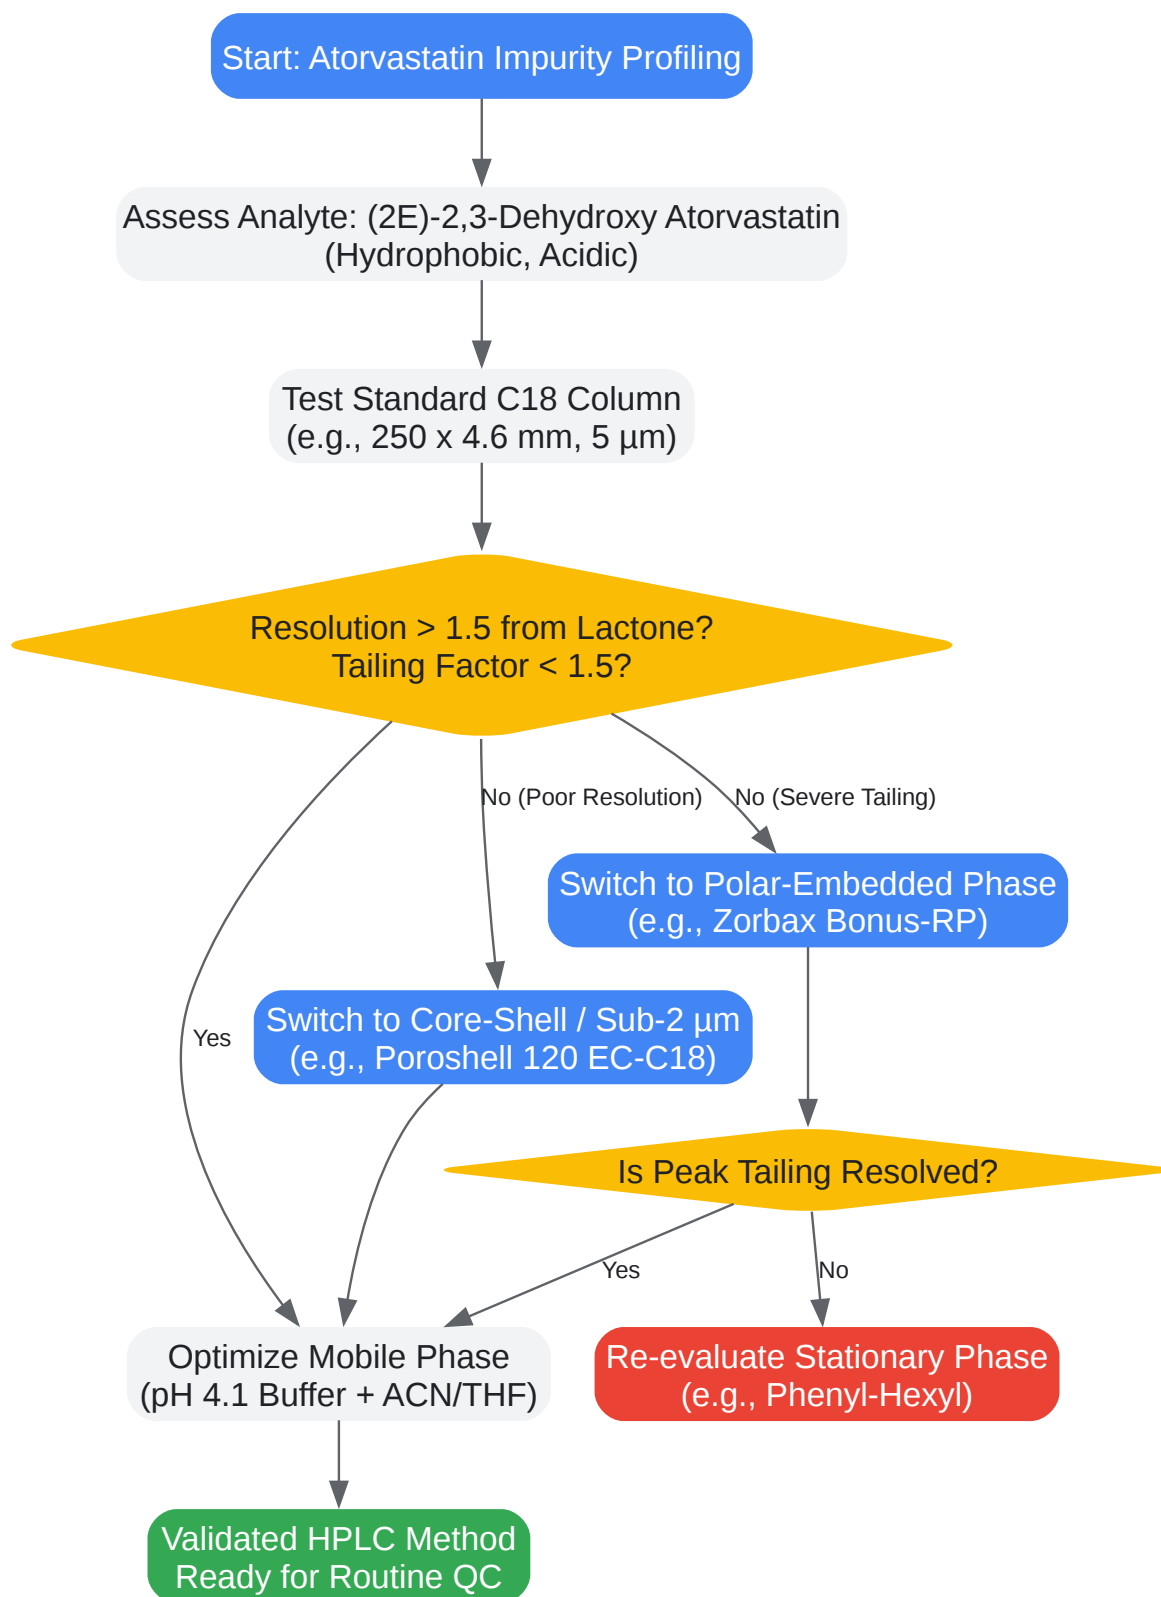 Start: Atorvastatin Impurity Profiling
Assess Analyte: (2E)-2,3-Dehydroxy Atorvastatin
(Hydrophobic, Acidic)
Test Standard C18 Column
(e.g., 250 x 4.6 mm, 5 µm)
Resolution > 1.5 from Lactone?
Tailing Factor < 1.5?
No (Poor Resolution)
No (Severe Tailing)
Switch to Polar-Embedded Phase
(e.g., Zorbax Bonus-RP)
Yes
Switch to Core-Shell / Sub-2 µm
(e.g., Poroshell 120 EC-C18)
Is Peak Tailing Resolved?
Yes
No
Optimize Mobile Phase
(pH 4.1 Buffer + ACN/THF)
Re-evaluate Stationary Phase
(e.g., Phenyl-Hexyl)
Validated HPLC Method
Ready for Routine QC